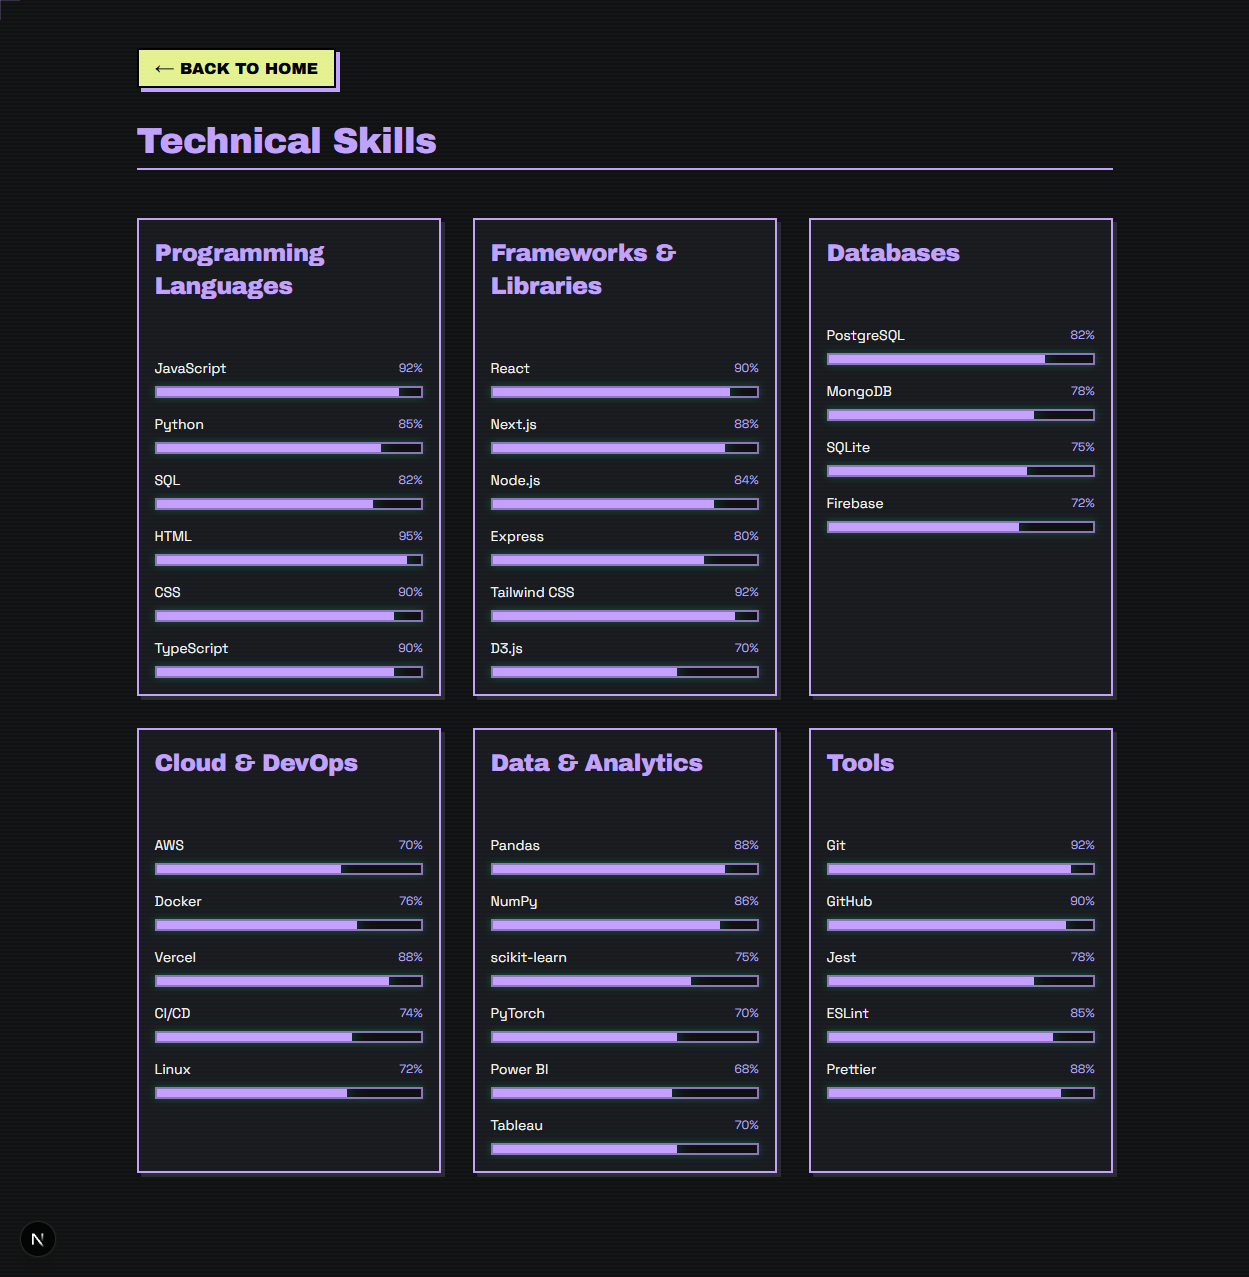 ← BACK TO HOME
Technical Skills
Programming
Languages
JavaScript 92%
Python 85%
SQL 82%
HTML 95%
CSS 90%
TypeScript 90%
Frameworks &
Libraries
React 90%
Next.js 88%
Node.js 84%
Express 80%
Tailwind CSS 92%
D3.js 70%
Databases
PostgreSQL 82%
MongoDB 78%
SQLite 75%
Firebase 72%
Cloud & DevOps
AWS 70%
Docker 76%
Vercel 88%
CI/CD 74%
Linux 72%
Data & Analytics
Pandas 88%
NumPy 86%
scikit-learn 75%
PyTorch 70%
Power BI 68%
Tableau 70%
Tools
Git 92%
GitHub 90%
Jest 78%
ESLint 85%
Prettier 88%
N